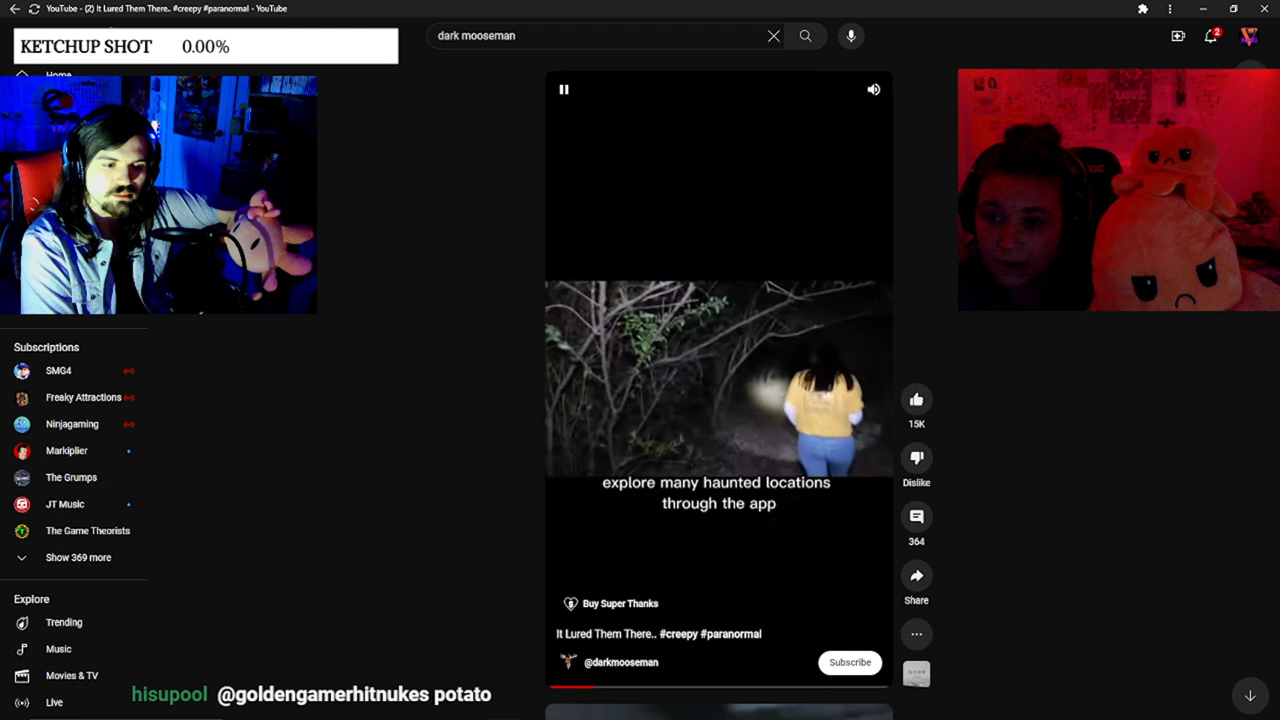 YouTube - (2) It Lured Them There.. #creepy #paranormal - YouTube
KETCHUP SHOT 0.00%
dark mooseman
2
Home
LOVE
explore many haunted locations
through the app
Subscriptions
SMG4
Freaky Attractions
Ninjagaming
Markiplier
The Grumps
JT Music
The Game Theorists
Show 369 more
Explore
Trending
Music
Movies & TV
Live
15K
Dislike
364
Share
Buy Super Thanks
It Lured Them There.. #creepy #paranormal
@darkmooseman
Subscribe
hisupool @goldengamerhitnukes potato